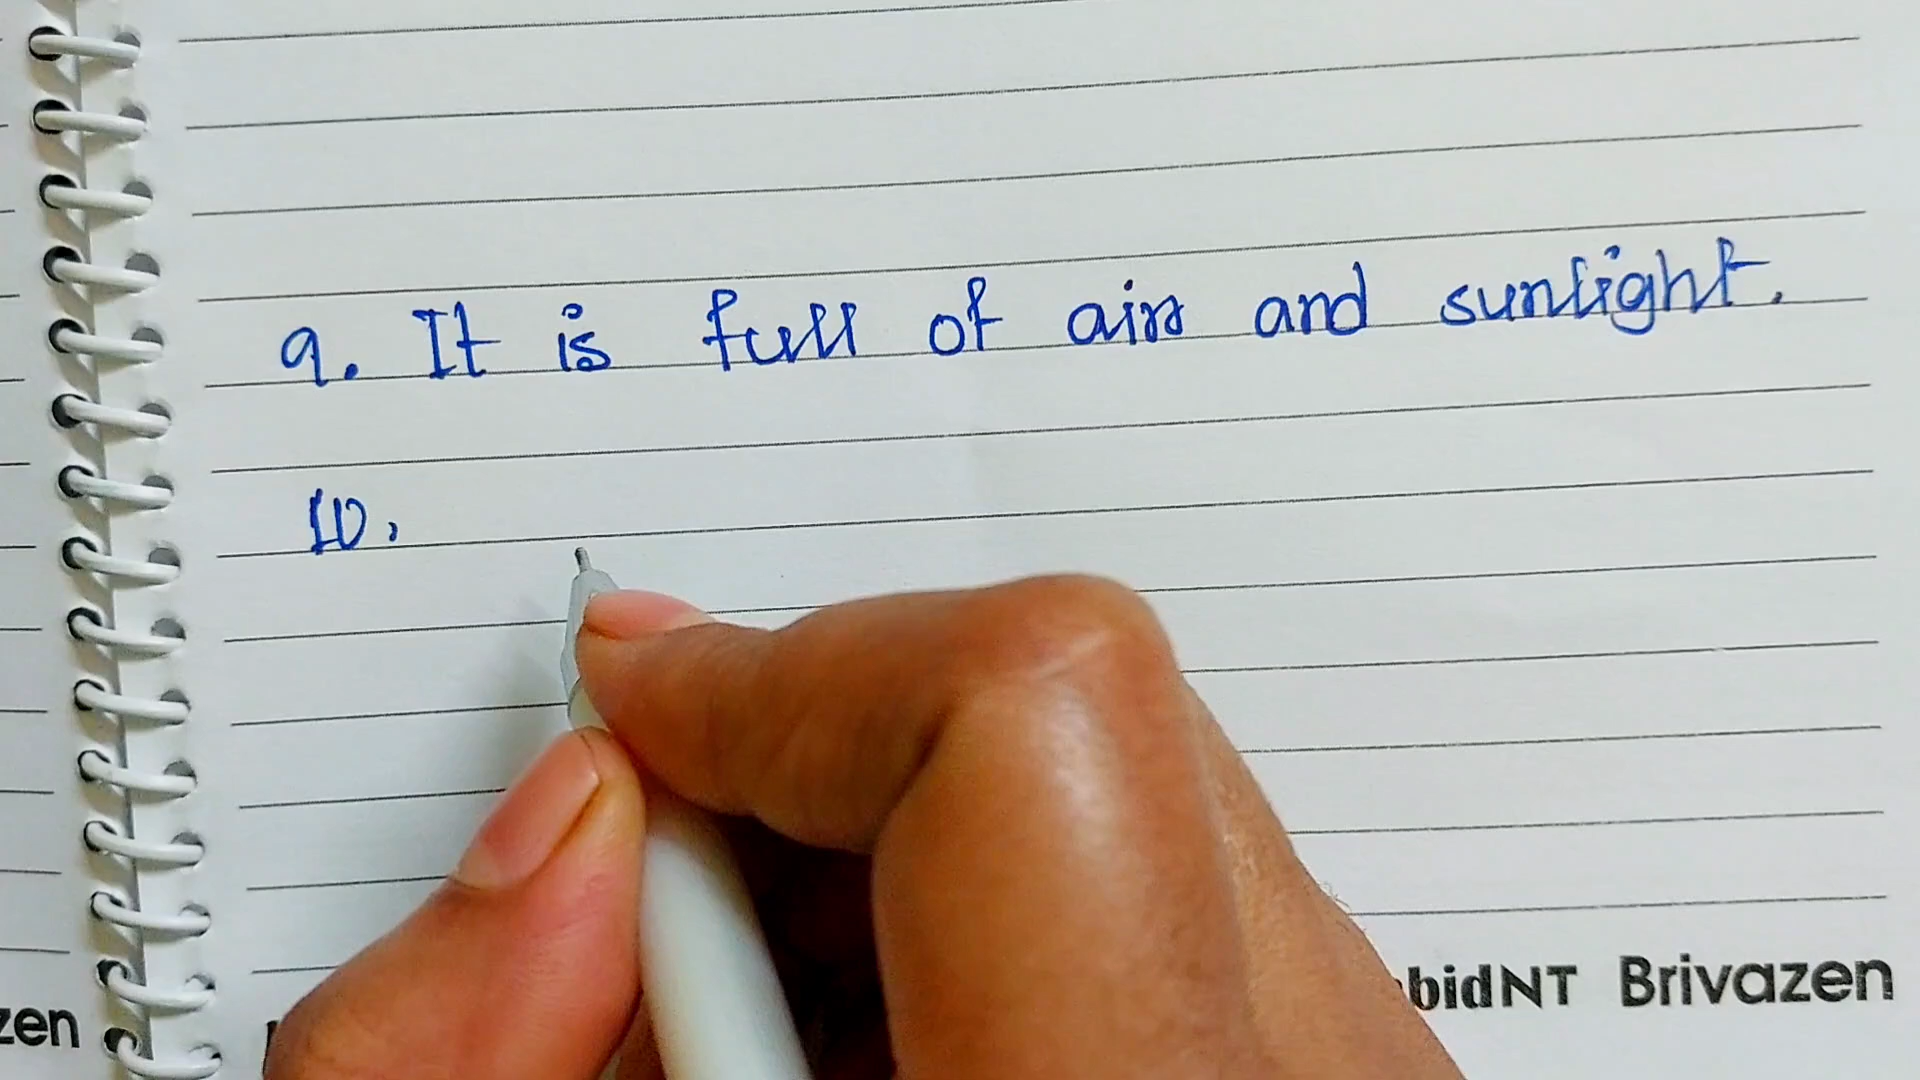 9. It is full of air and sunlight.
10.
bidNT Brivazen
zen